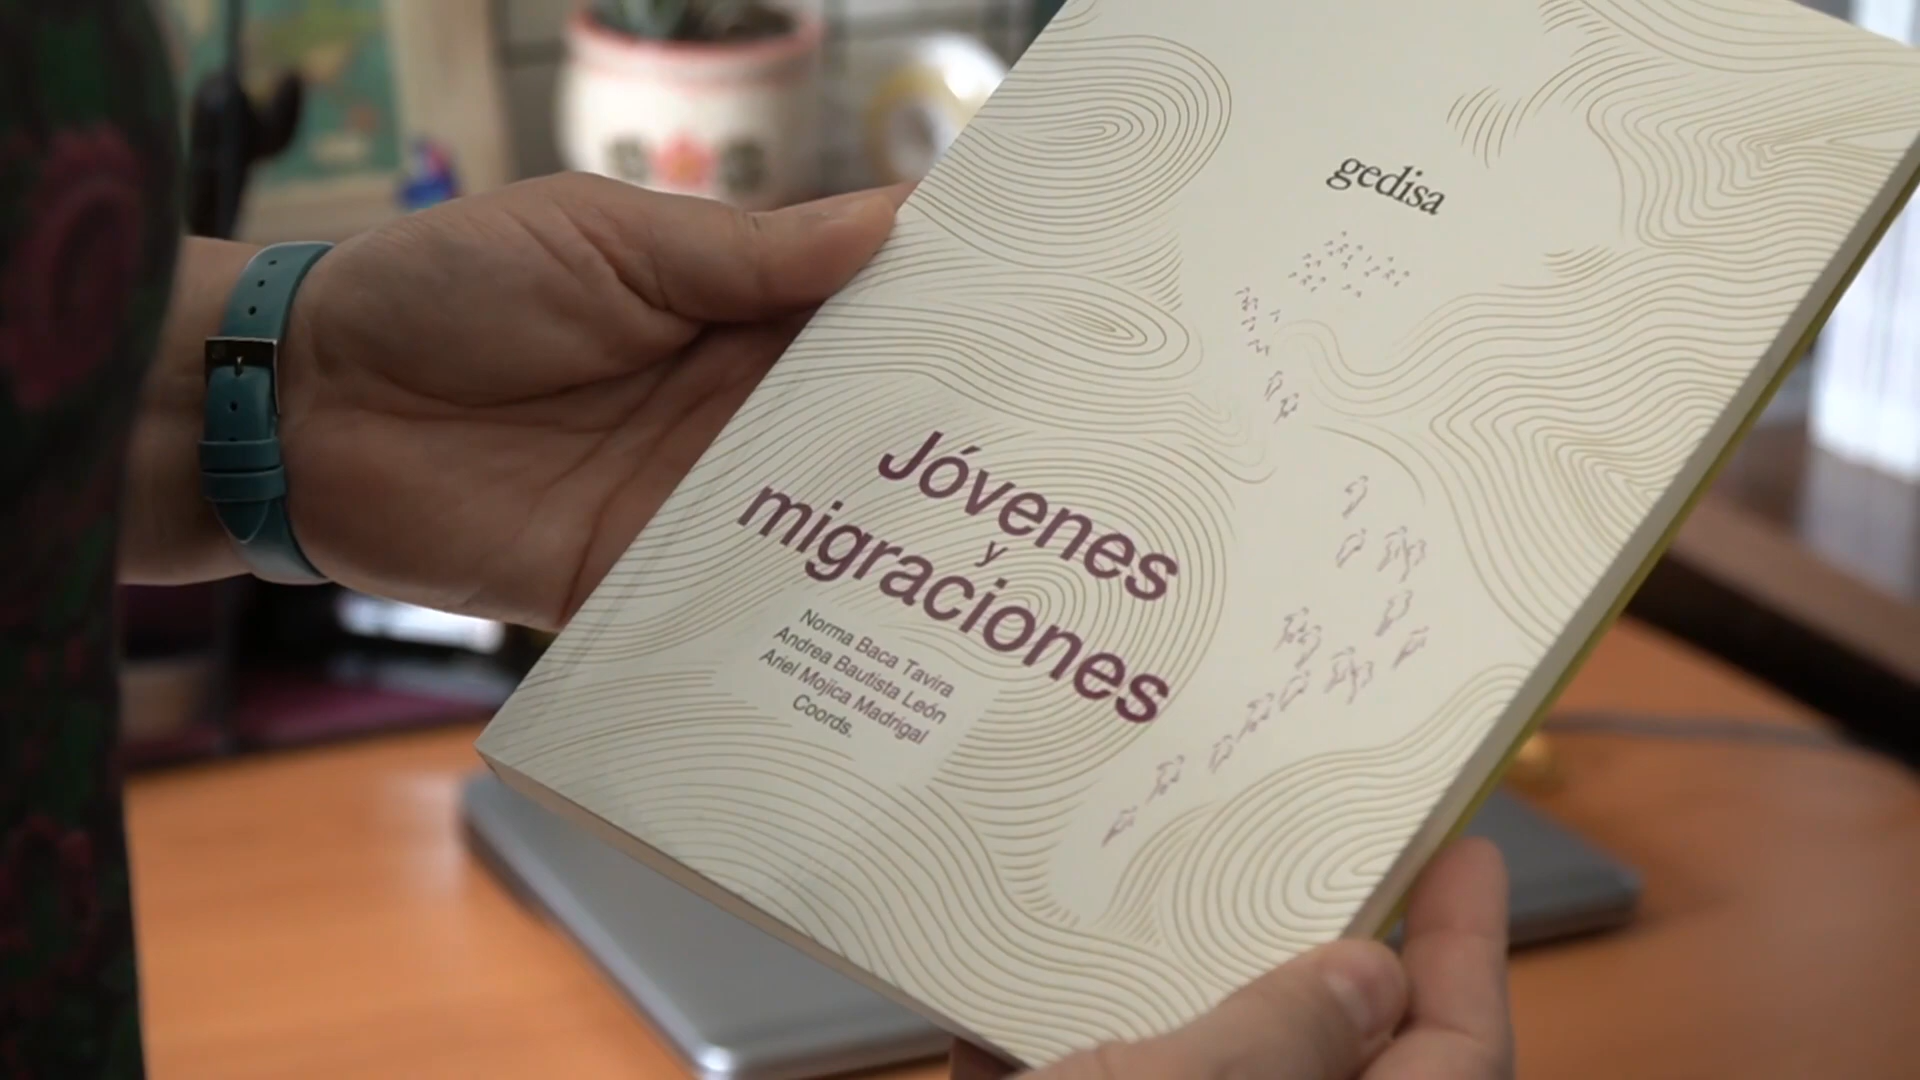 gedisa
Jóvenes
y
migraciones
Norma Baca Tavira
Andrea Bautista León
Ariel Mojica Madrigal
Coords.